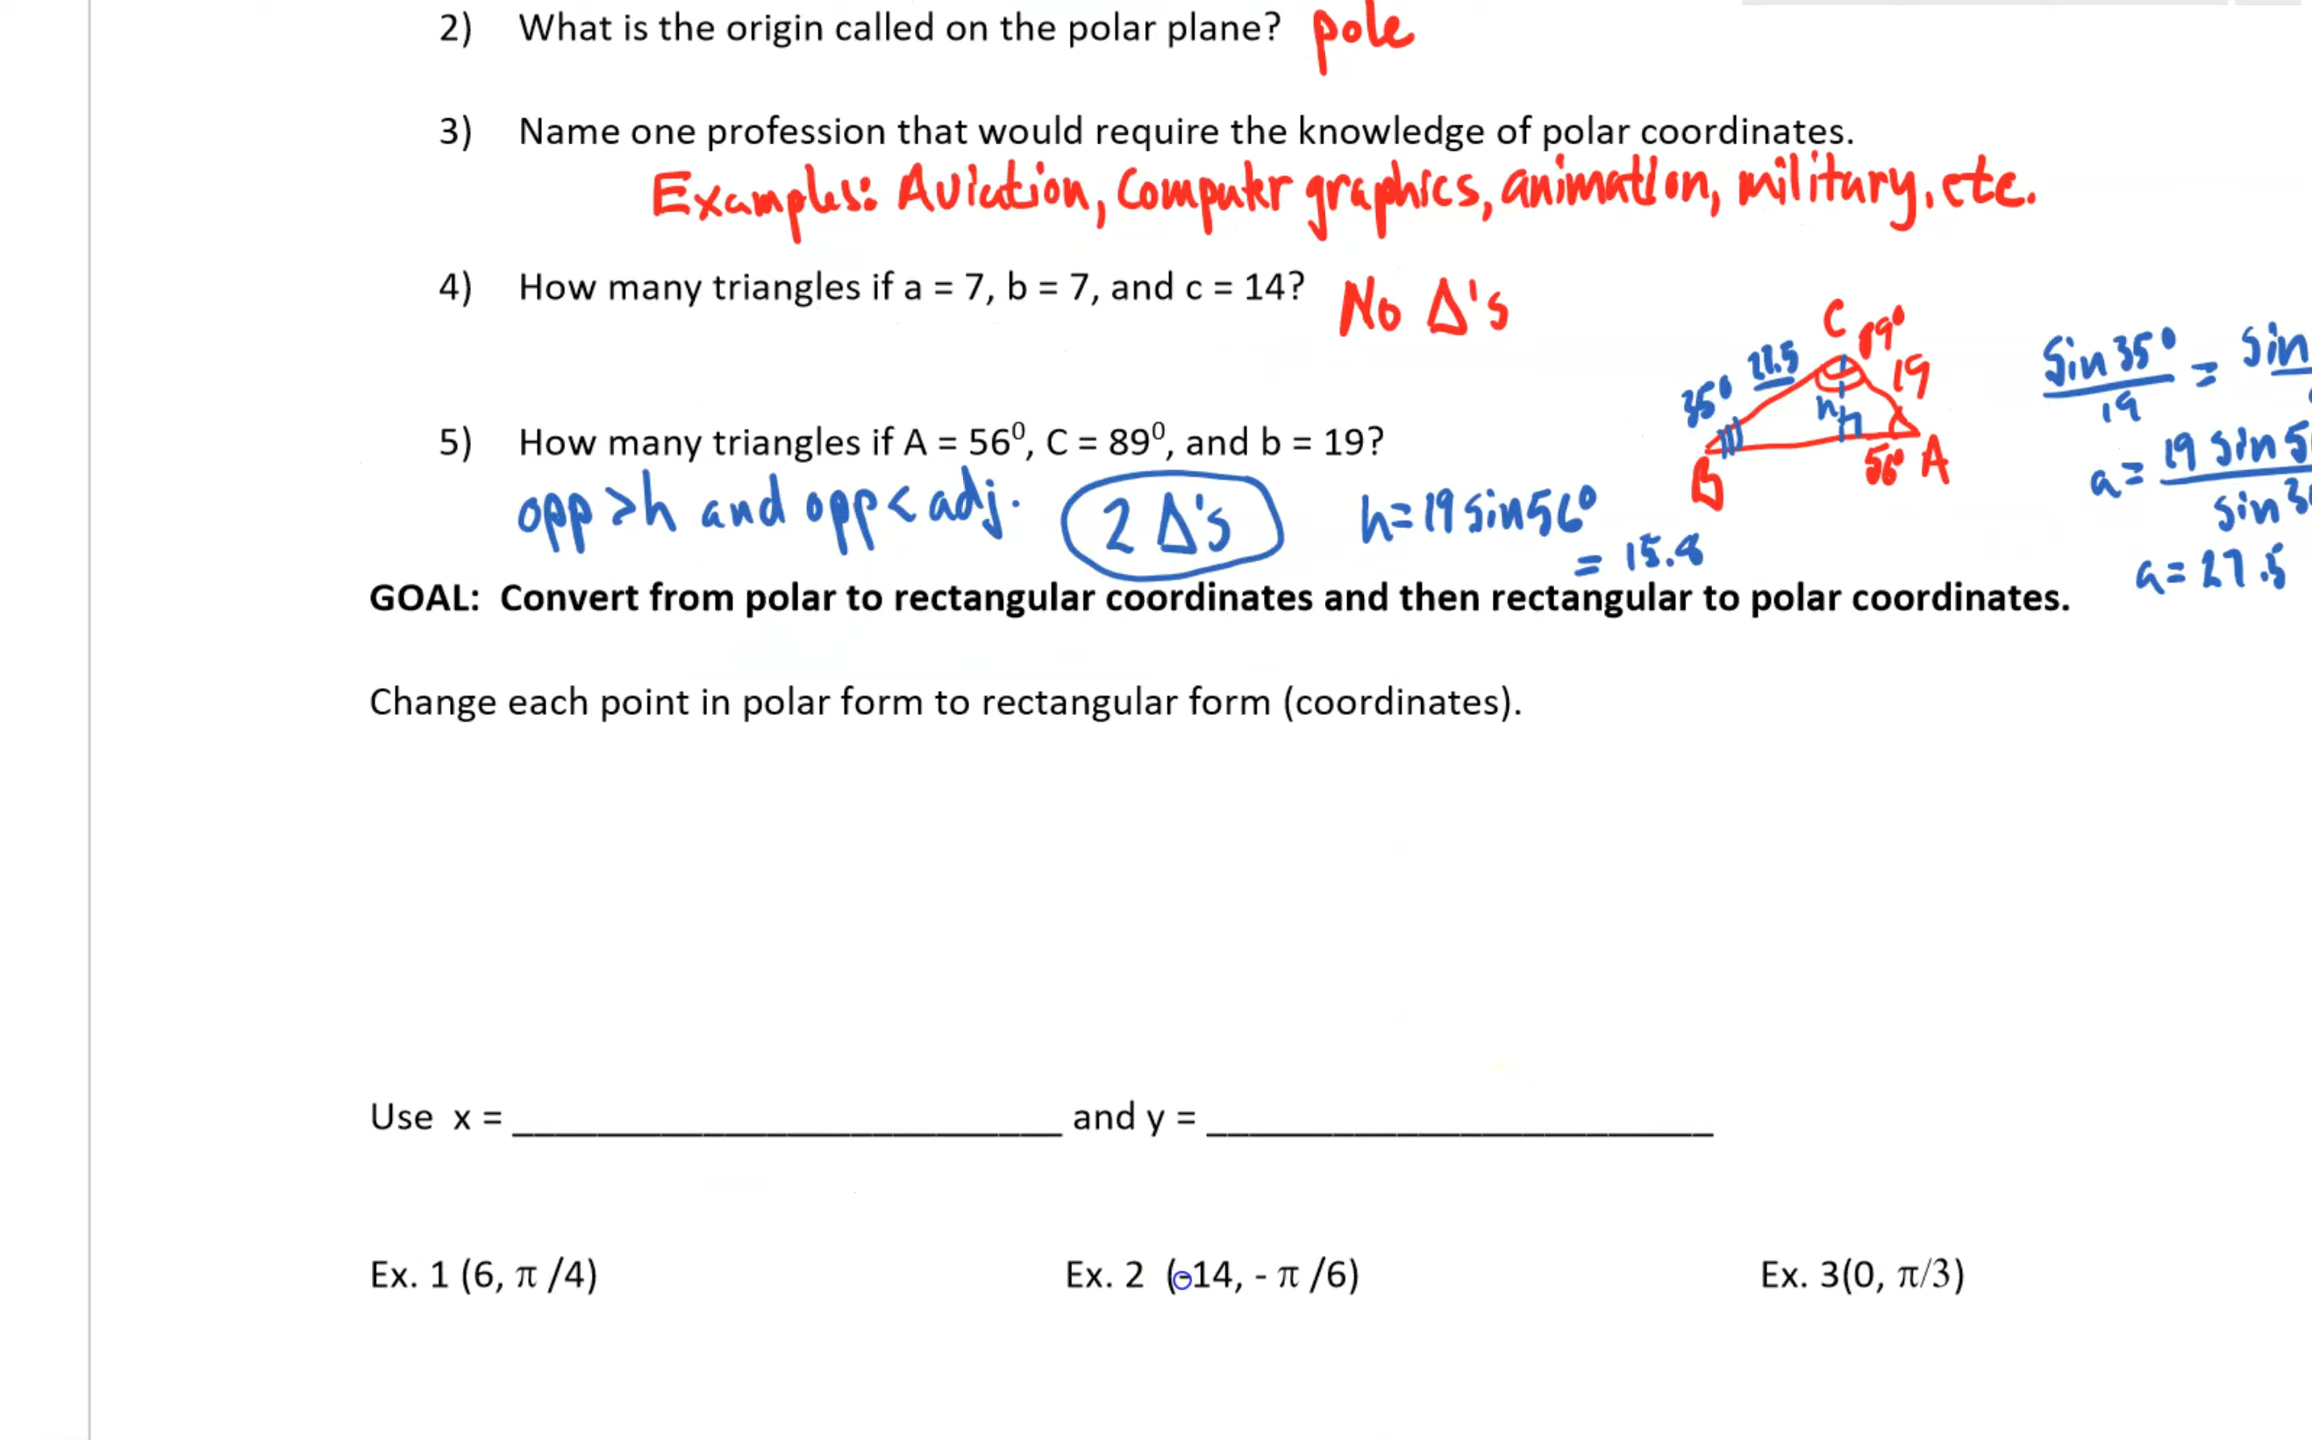 2) What is the origin called on the polar plane? pole
3) Name one profession that would require the knowledge of polar coordinates.
Examples: Aviation, Computer graphics, animation, military, etc.
4) How many triangles if a = 7, b = 7, and c = 14? No Δ's
C 89°
35° 27.5 19
h
B 56° A
sin 35° = sin
19
5) How many triangles if A = 56⁰, C = 89⁰, and b = 19?
a = 19 sin 5
sin 3
opp > h and opp < adj. 2 Δ's h = 19 sin 56°
= 15.8
a = 27.5
GOAL: Convert from polar to rectangular coordinates and then rectangular to polar coordinates.
Change each point in polar form to rectangular form (coordinates).
Use x = __________________________ and y = ________________________
Ex. 1 (6, π /4) Ex. 2 (-14, - π /6) Ex. 3(0, π/3)